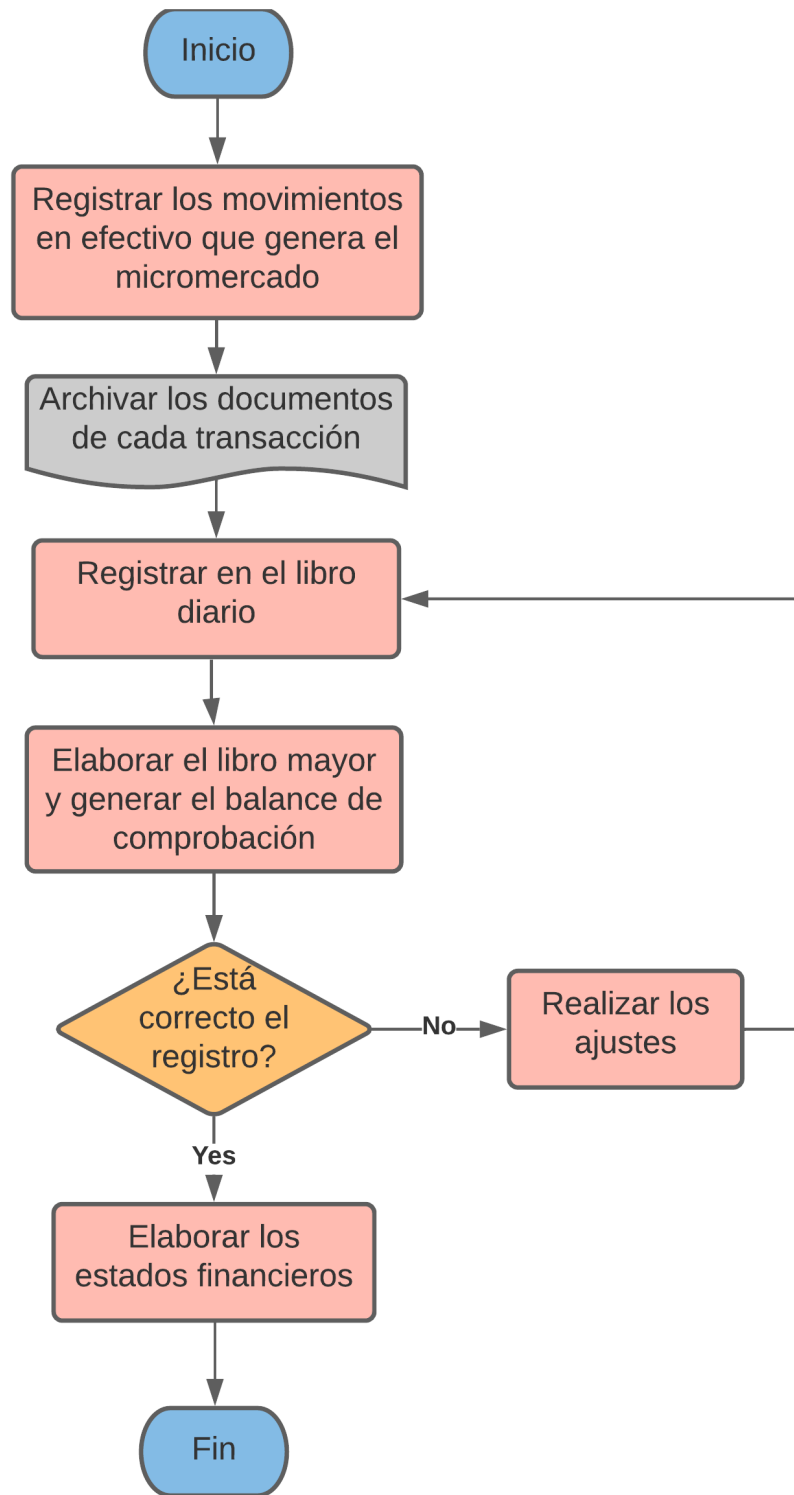 Inicio
Registrar los movimientos
en efectivo que genera el
micromercado
Archivar los documentos
de cada transacción
Registrar en el libro
diario
Elaborar el libro mayor
y generar el balance de
comprobación
¿Está
correcto el
registro?
No
Realizar los
ajustes
Yes
Elaborar los
estados financieros
Fin